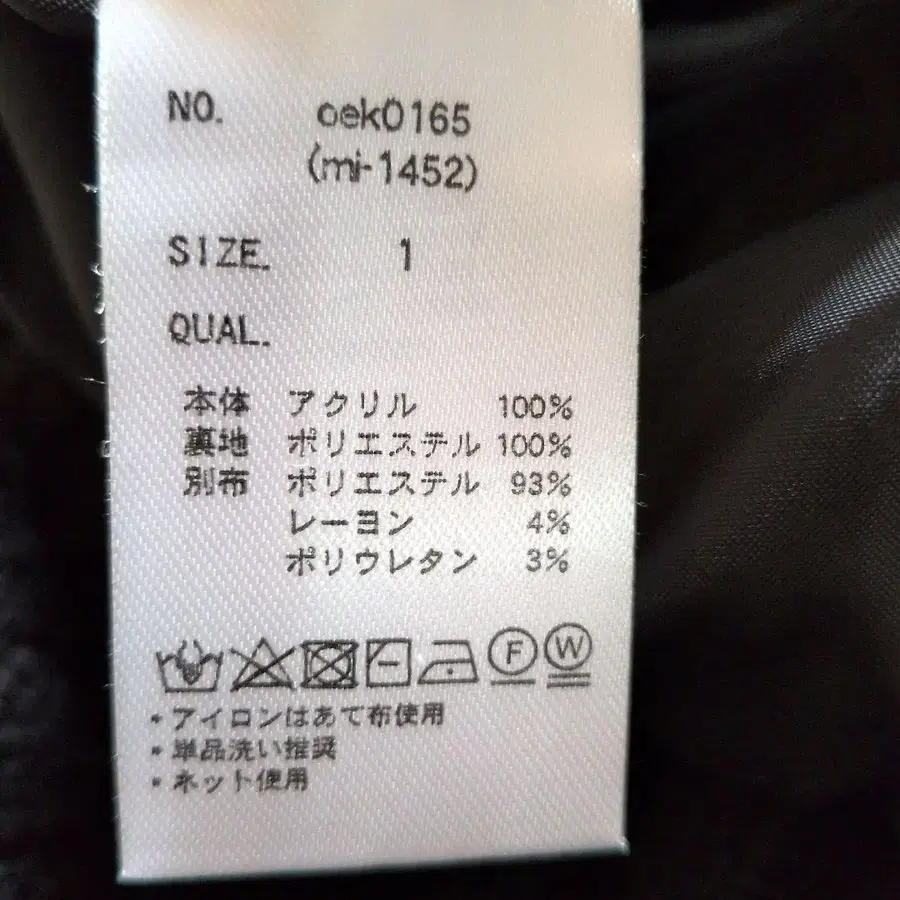 NO. oek0165
(mi-1452)
SIZE. 1
QUAL.
本体 アクリル 100%
裏地 ポリエステル 100%
別布 ポリエステル 93%
レーヨン 4%
ポリウレタン 3%
F W
・アイロンはあて布使用
・単品洗い推奨
・ネット使用